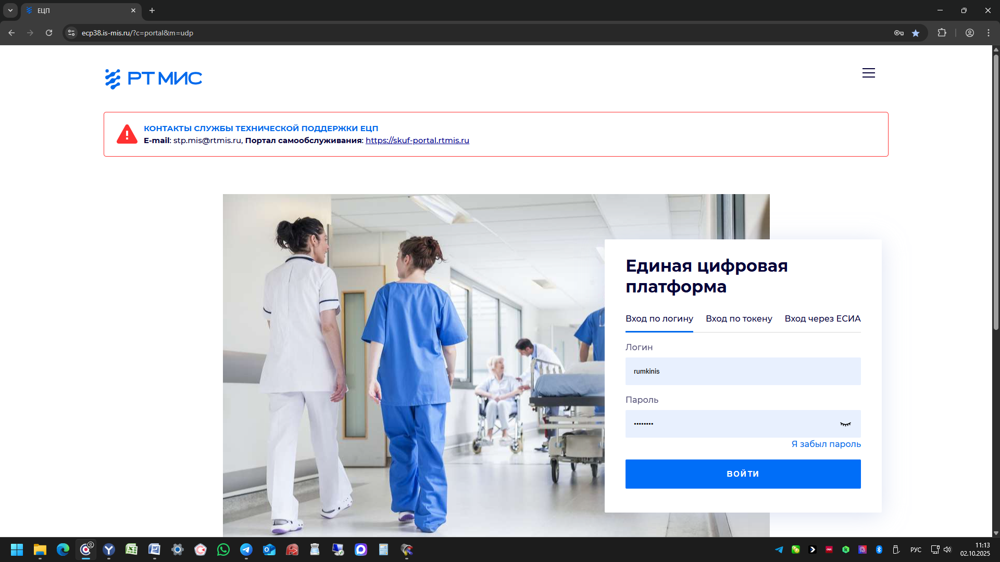 ЕЦП
ecp38.is-mis.ru/?c=portal&m=udp
РТ МИС
КОНТАКТЫ СЛУЖБЫ ТЕХНИЧЕСКОЙ ПОДДЕРЖКИ ЕЦП
E-mail: stp.mis@rtmis.ru, Портал самообслуживания: https://skuf-portal.rtmis.ru
Единая цифровая
платформа
Вход по логину Вход по токену Вход через ЕСИА
Логин
rumkinis
Пароль
••••••••
Я забыл пароль
ВОЙТИ
РУС
11:13
02.10.2025